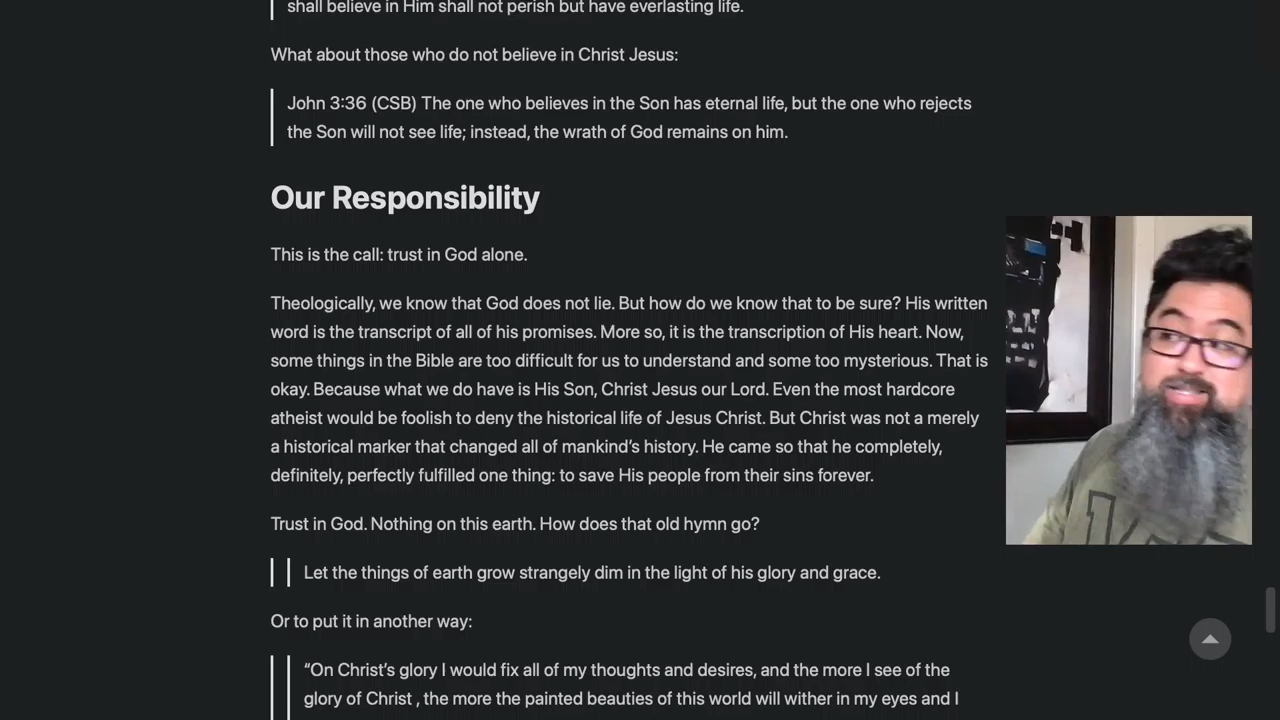 shall believe in Him shall not perish but have everlasting life.
What about those who do not believe in Christ Jesus:
John 3:36 (CSB) The one who believes in the Son has eternal life, but the one who rejects
the Son will not see life; instead, the wrath of God remains on him.
Our Responsibility
This is the call: trust in God alone.
Theologically, we know that God does not lie. But how do we know that to be sure? His written
word is the transcript of all of his promises. More so, it is the transcription of His heart. Now,
some things in the Bible are too difficult for us to understand and some too mysterious. That is
okay. Because what we do have is His Son, Christ Jesus our Lord. Even the most hardcore
atheist would be foolish to deny the historical life of Jesus Christ. But Christ was not a merely
a historical marker that changed all of mankind’s history. He came so that he completely,
definitely, perfectly fulfilled one thing: to save His people from their sins forever.
Trust in God. Nothing on this earth. How does that old hymn go?
Let the things of earth grow strangely dim in the light of his glory and grace.
Or to put it in another way:
“On Christ’s glory I would fix all of my thoughts and desires, and the more I see of the
glory of Christ , the more the painted beauties of this world will wither in my eyes and I